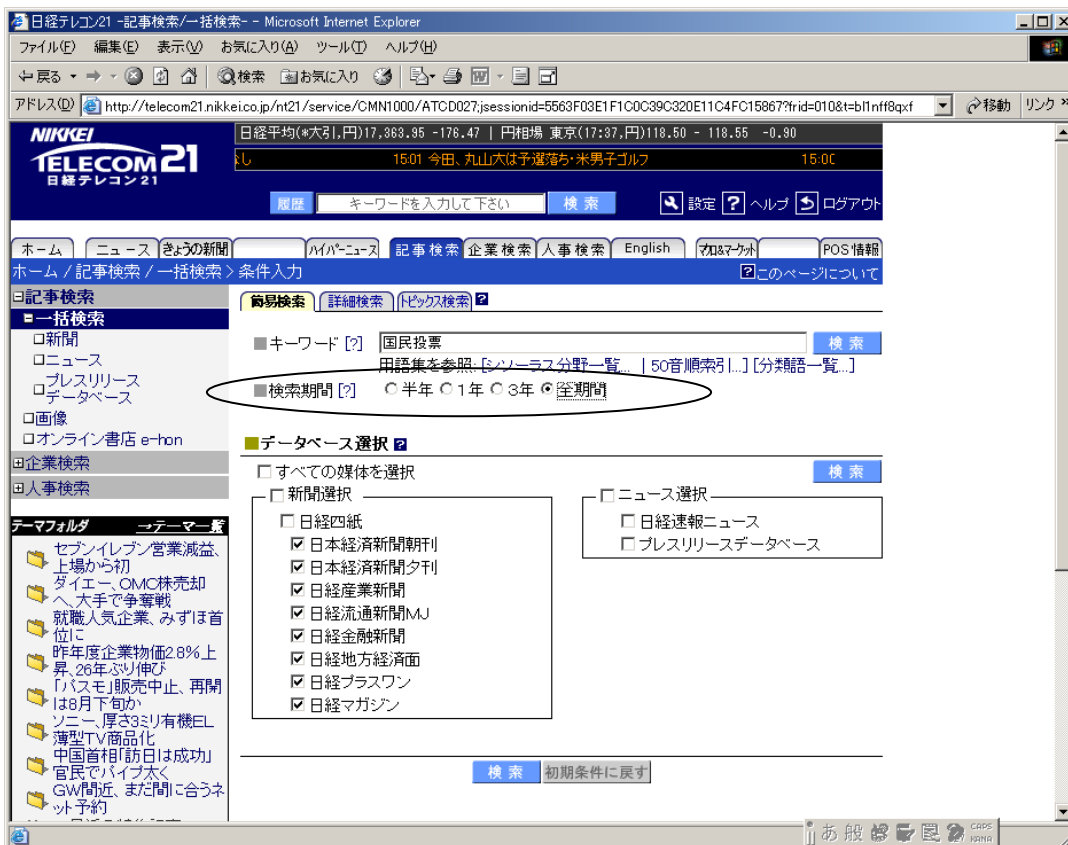 日経テレコン21 -記事検索/一括検索- - Microsoft Internet Explorer
ファイル(F) 編集(E) 表示(V) お気に入り(A) ツール(T) ヘルプ(H)
戻る 検索 お気に入り
アドレス(D) http://telecom21.nikkei.co.jp/nt21/service/CMN1000/ATCD027;jsessionid=5563F03E1F1C0C39C320E11C4FC15867?frid=010&t=bl1nff8qxf 移動 リンク »
NIKKEI
TELECOM21
日経テレコン21
日経平均(*大引,円)17,363.95 -176.47 | 円相場 東京(17:37,円)118.50 - 118.55 -0.90
し 15:01 今田、丸山大は予選落ち・米男子ゴルフ 15:00
履歴 キーワードを入力して下さい 検索 設定 ? ヘルプ ログアウト
ホーム ニュース きょうの新聞 ハイパーニュース 記事検索 企業検索 人事検索 English マクロ&マーケット POS情報
ホーム / 記事検索 / 一括検索 > 条件入力 ?このページについて
記事検索
一括検索
新聞
ニュース
プレスリリース
データベース
画像
オンライン書店 e-hon
企業検索
人事検索
テーマフォルダ →テーマ一覧
セブンイレブン営業減益、
上場から初
ダイエー、OMC株売却
へ、大手で争奪戦
就職人気企業、みずほ首
位に
昨年度企業物価2.8%上
昇、26年ぶり伸び
「パスモ」販売中止、再開
は8月下旬か
ソニー、厚さ3ミリ有機EL
薄型TV商品化
中国首相「訪日は成功」
官民でパイプ太く
GW間近、まだ間に合うネ
ット予約
簡易検索 詳細検索 トピックス検索 ?
■キーワード [?] 国民投票 検索
用語集を参照: [シソーラス分野一覧... | 50音順索引...] [分類語一覧...]
■検索期間 [?] 半年 1年 3年 全期間
■データベース選択 ?
すべての媒体を選択 検索
新聞選択
日経四紙
日本経済新聞朝刊
日本経済新聞夕刊
日経産業新聞
日経流通新聞MJ
日経金融新聞
日経地方経済面
日経プラスワン
日経マガジン
ニュース選択
日経速報ニュース
プレスリリースデータベース
検索 初期条件に戻す
あ 般 CAPS
KANA